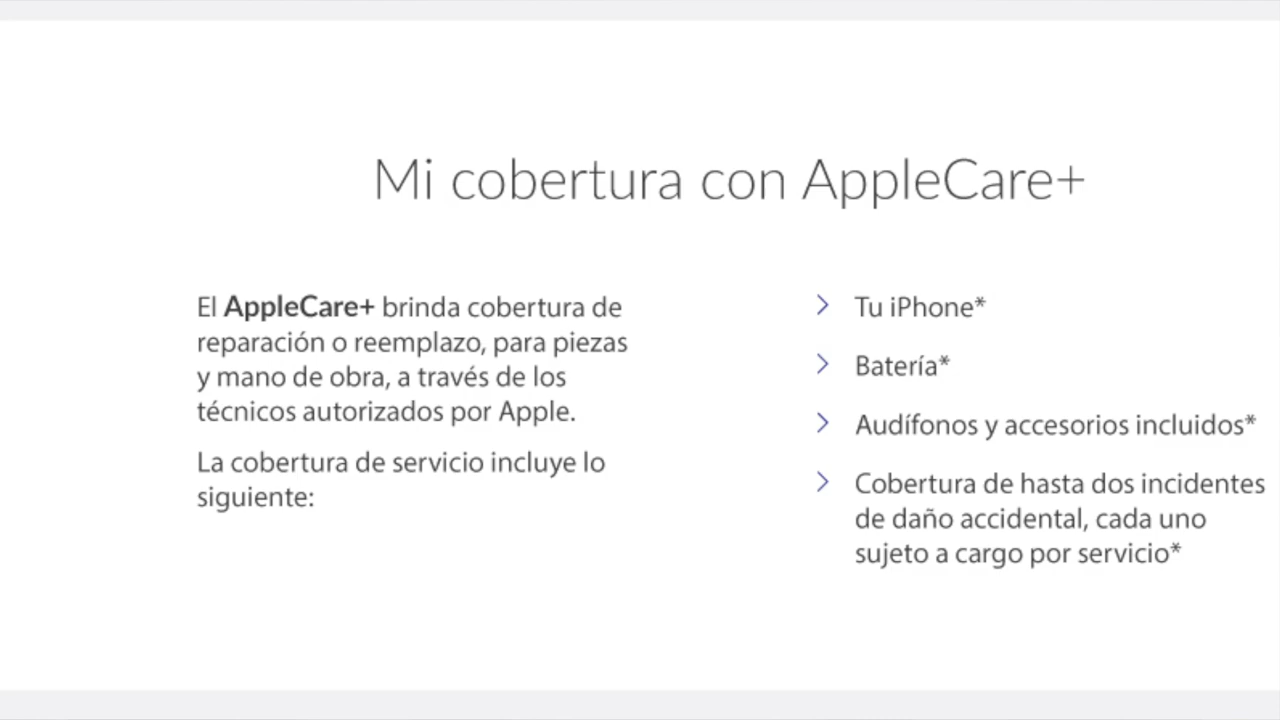 Mi cobertura con AppleCare+
El AppleCare+ brinda cobertura de
reparación o reemplazo, para piezas
y mano de obra, a través de los
técnicos autorizados por Apple.
La cobertura de servicio incluye lo
siguiente:
Tu iPhone*
Batería*
Audífonos y accesorios incluidos*
Cobertura de hasta dos incidentes
de daño accidental, cada uno
sujeto a cargo por servicio*